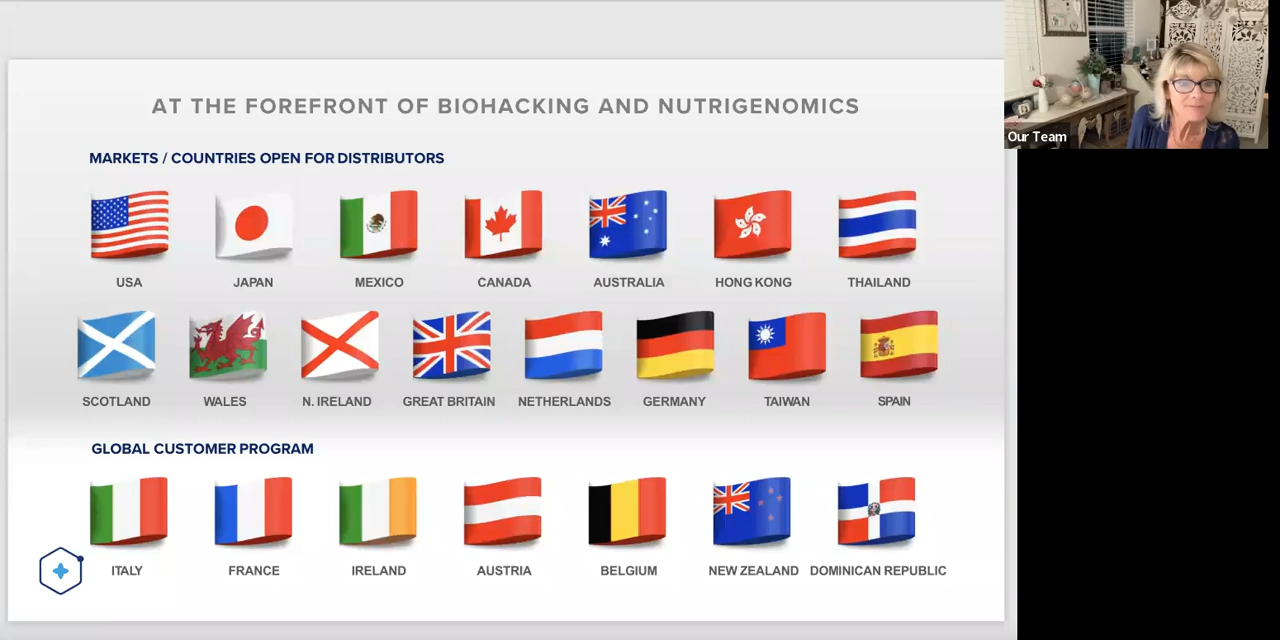 AT THE FOREFRONT OF BIOHACKING AND NUTRIGENOMICS
Our Team
MARKETS / COUNTRIES OPEN FOR DISTRIBUTORS
USA JAPAN MEXICO CANADA AUSTRALIA HONG KONG THAILAND
SCOTLAND WALES N. IRELAND GREAT BRITAIN NETHERLANDS GERMANY TAIWAN SPAIN
GLOBAL CUSTOMER PROGRAM
ITALY FRANCE IRELAND AUSTRIA BELGIUM NEW ZEALAND DOMINICAN REPUBLIC